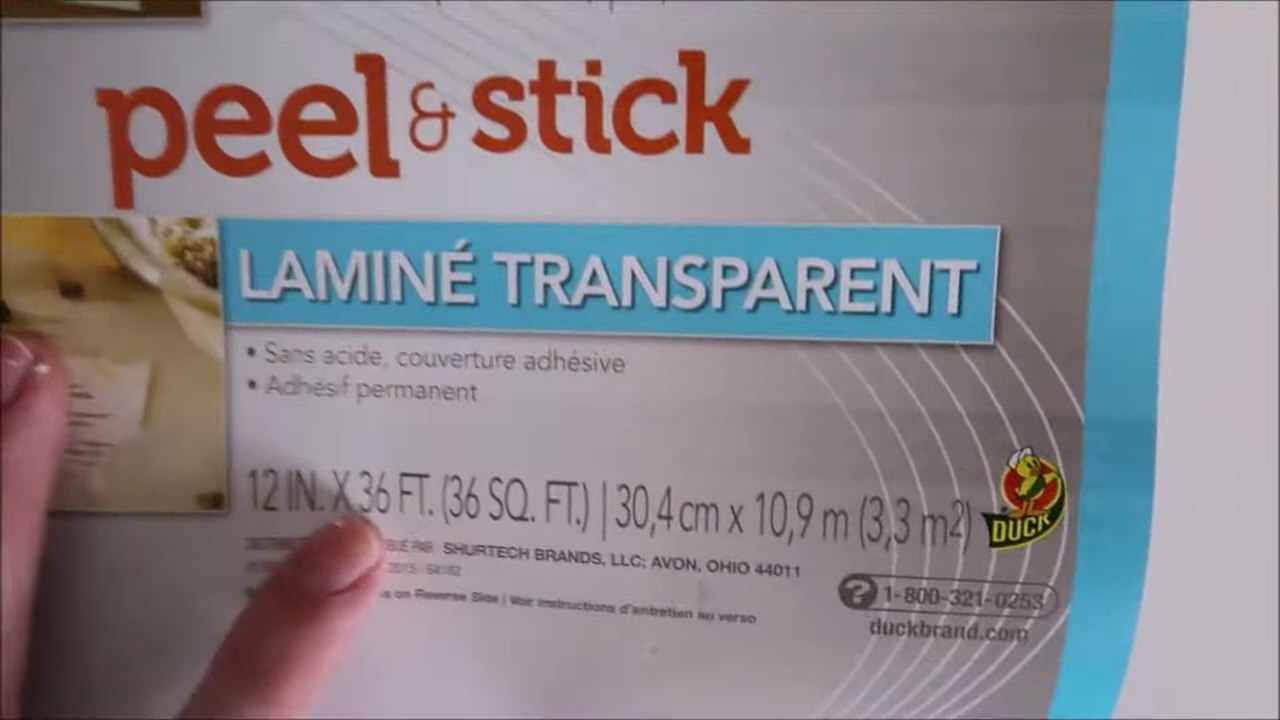 peel & stick
LAMINÉ TRANSPARENT
• Sans acide, couverture adhésive
• Adhésif permanent
12 IN. X 36 FT. (36 SQ. FT.) | 30,4 cm x 10,9 m (3,3 m2)
DUCK
SHURTECH BRANDS, LLC; AVON, OHIO 44011
on Reverse Side | Voir instructions d'entretien au verso
? 1-800-321-0253
duckbrand.com